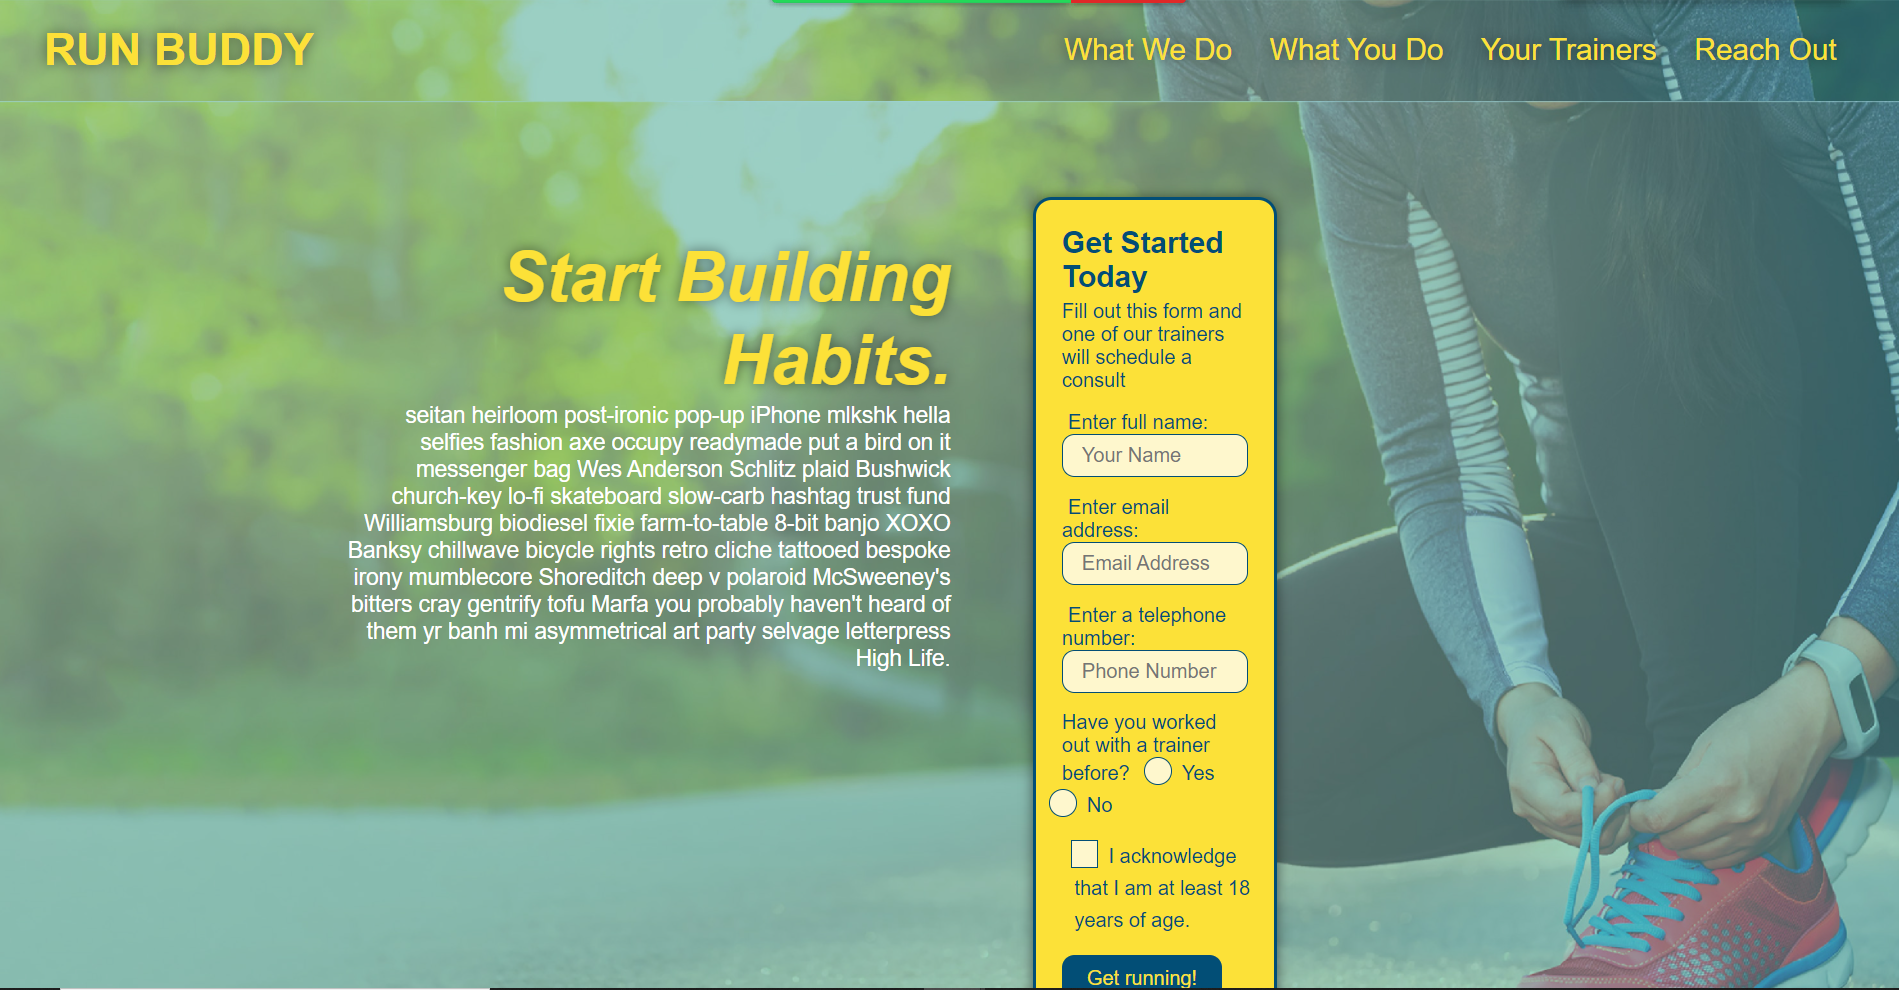 RUN BUDDY
What We Do What You Do Your Trainers Reach Out
Start Building
Habits.
seitan heirloom post-ironic pop-up iPhone mlkshk hella
selfies fashion axe occupy readymade put a bird on it
messenger bag Wes Anderson Schlitz plaid Bushwick
church-key lo-fi skateboard slow-carb hashtag trust fund
Williamsburg biodiesel fixie farm-to-table 8-bit banjo XOXO
Banksy chillwave bicycle rights retro cliche tattooed bespoke
irony mumblecore Shoreditch deep v polaroid McSweeney's
bitters cray gentrify tofu Marfa you probably haven't heard of
them yr banh mi asymmetrical art party selvage letterpress
High Life.
Get Started
Today
Fill out this form and
one of our trainers
will schedule a
consult
Enter full name:
Your Name
Enter email
address:
Email Address
Enter a telephone
number:
Phone Number
Have you worked
out with a trainer
before? Yes
No
I acknowledge
that I am at least 18
years of age.
Get running!